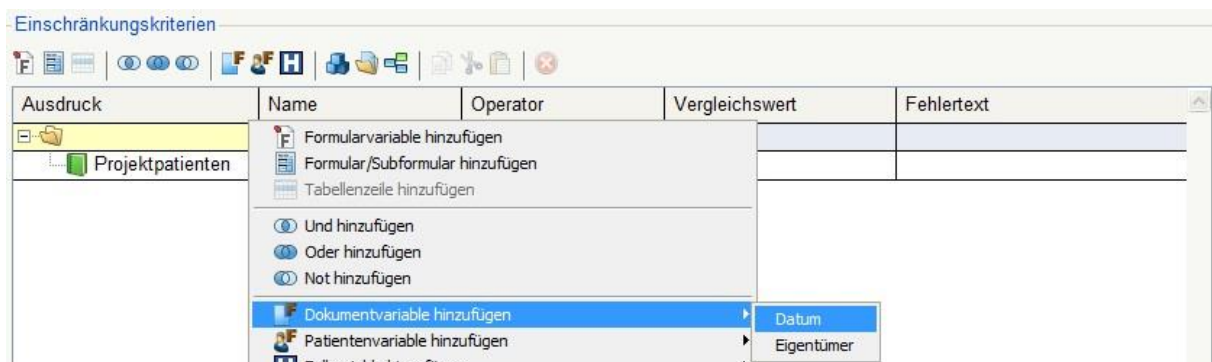 Einschränkungskriterien
Ausdruck Name Operator Vergleichswert Fehlertext
Formularvariable hinzufügen
Projektpatienten Formular/Subformular hinzufügen
Tabellenzeile hinzufügen
Und hinzufügen
Oder hinzufügen
Not hinzufügen
Dokumentvariable hinzufügen Datum
Patientenvariable hinzufügen Eigentümer